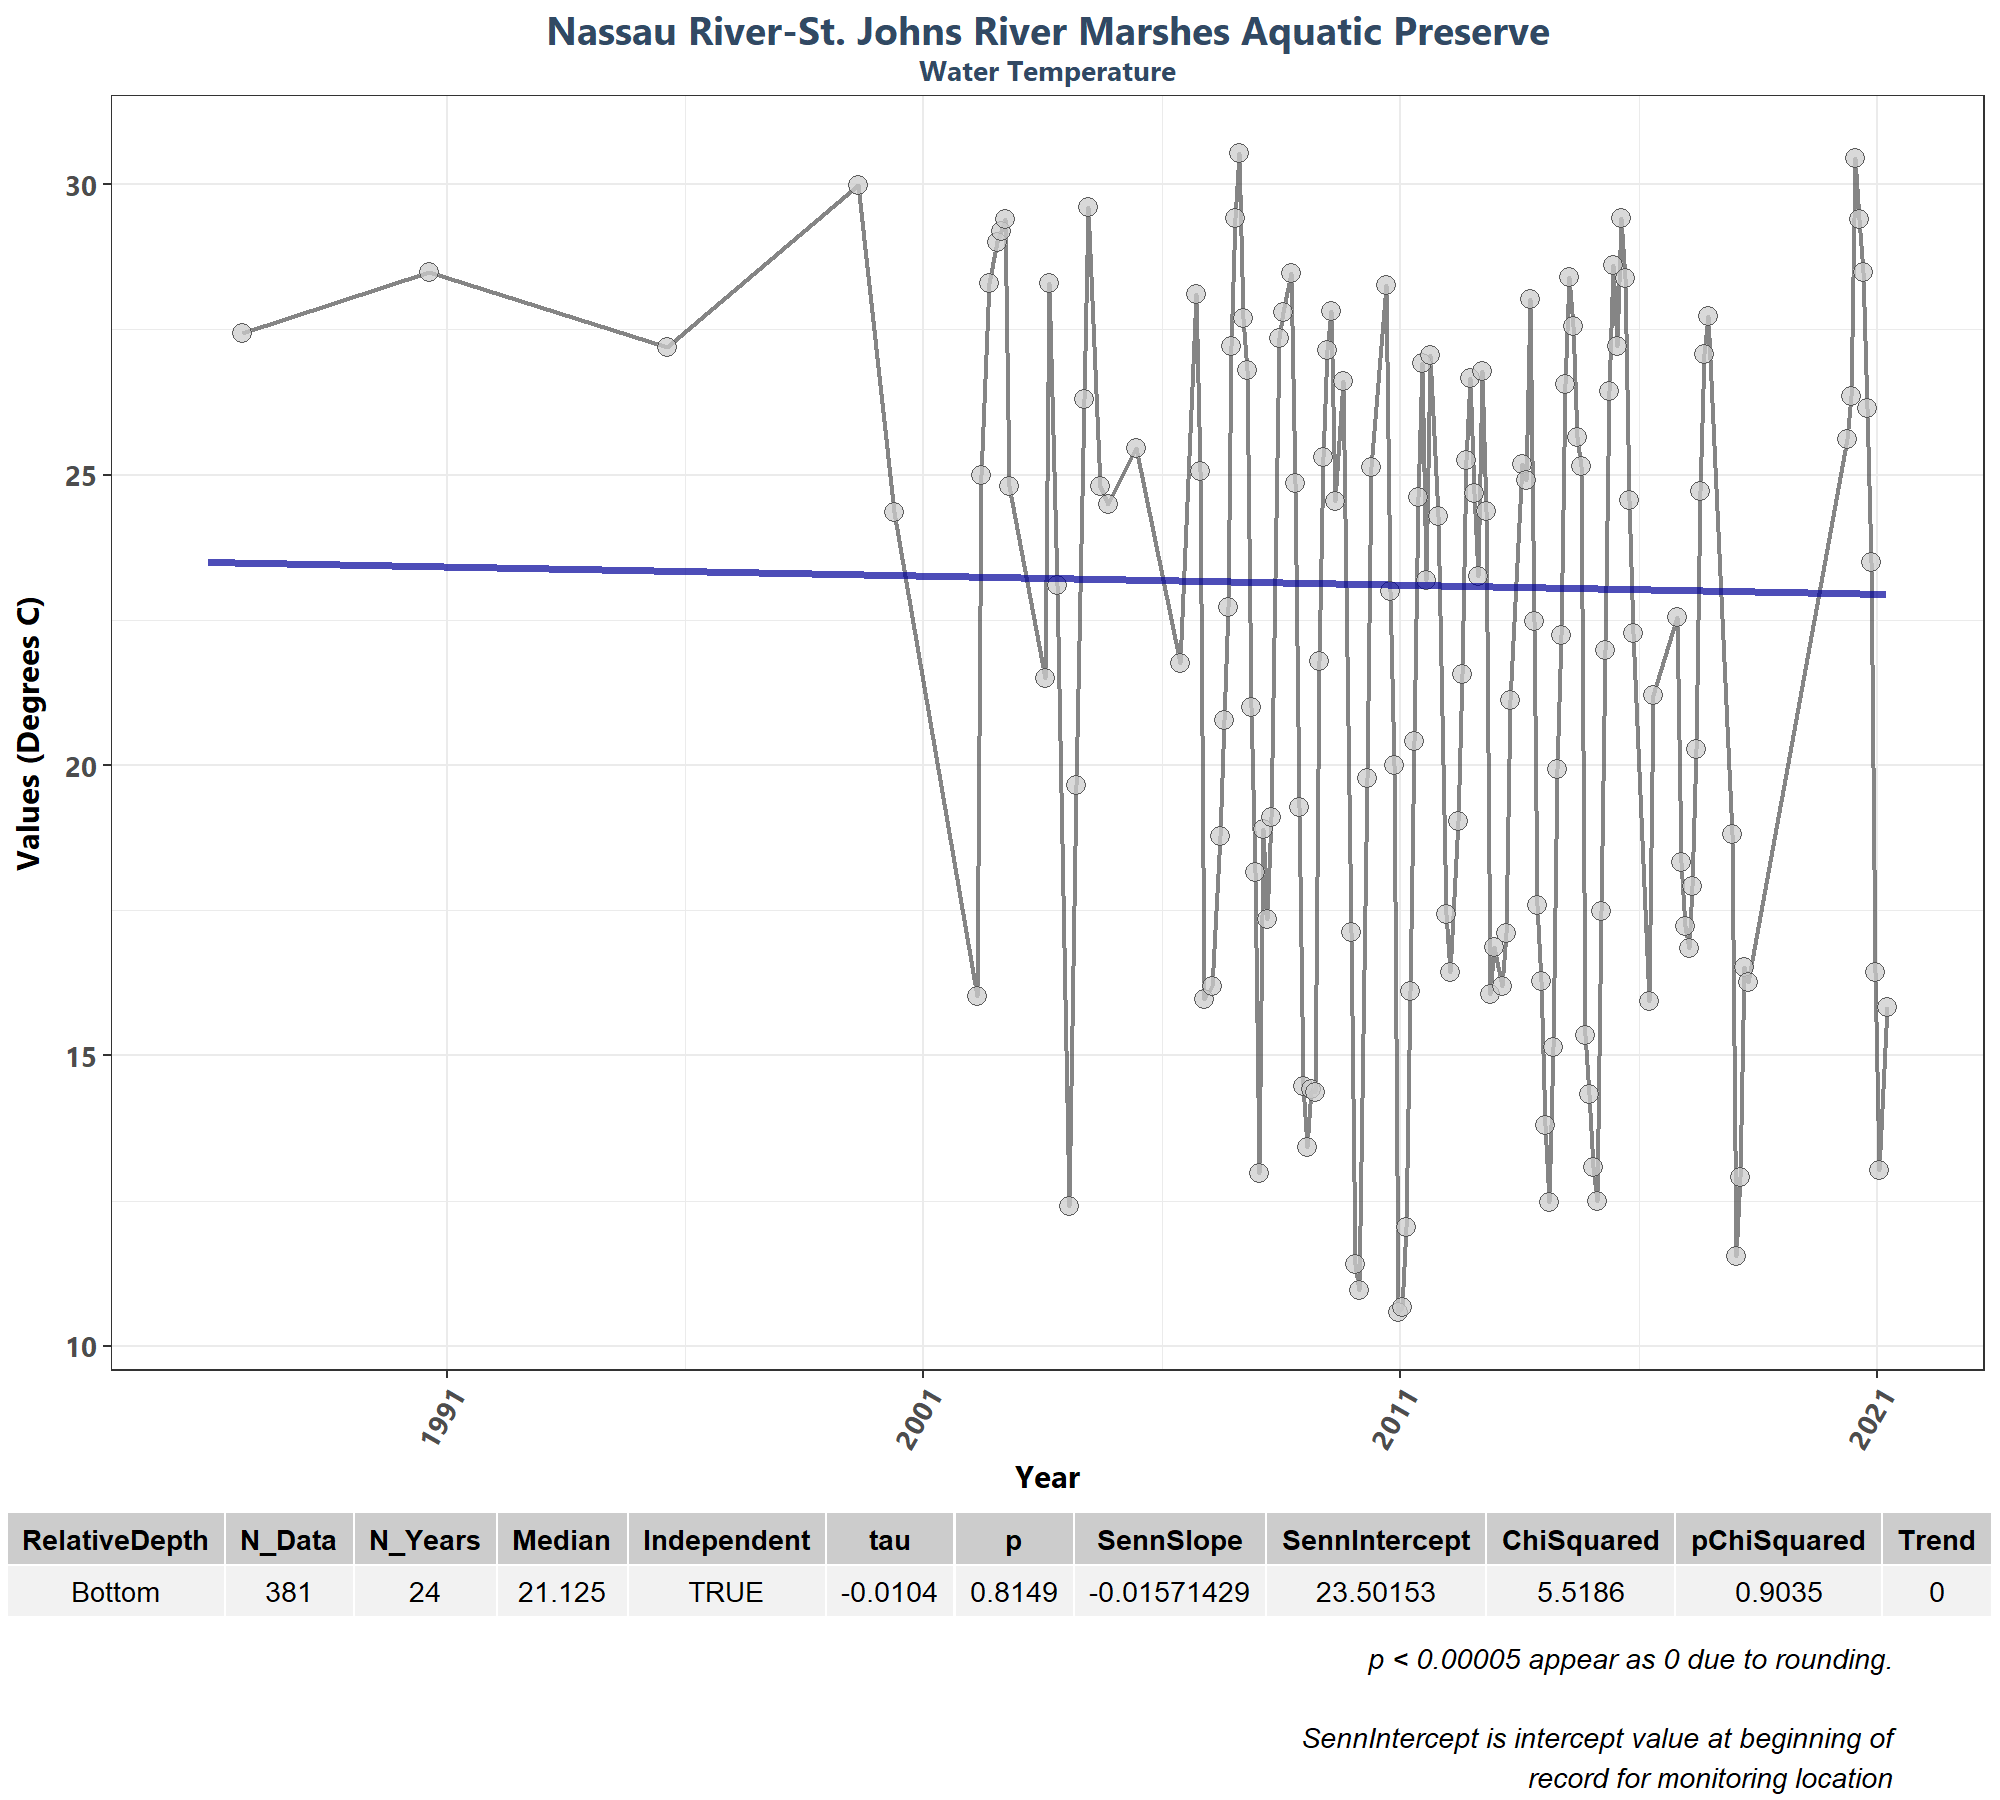 Nassau River-St. Johns River Marshes Aquatic Preserve
Water Temperature
Values (Degrees C)
30
25
20
15
10
1991
2001
2011
2021
Year
RelativeDepth N_Data N_Years Median Independent tau p SennSlope SennIntercept ChiSquared pChiSquared Trend
Bottom 381 24 21.125 TRUE -0.0104 0.8149 -0.01571429 23.50153 5.5186 0.9035 0
p < 0.00005 appear as 0 due to rounding.
SennIntercept is intercept value at beginning of
record for monitoring location